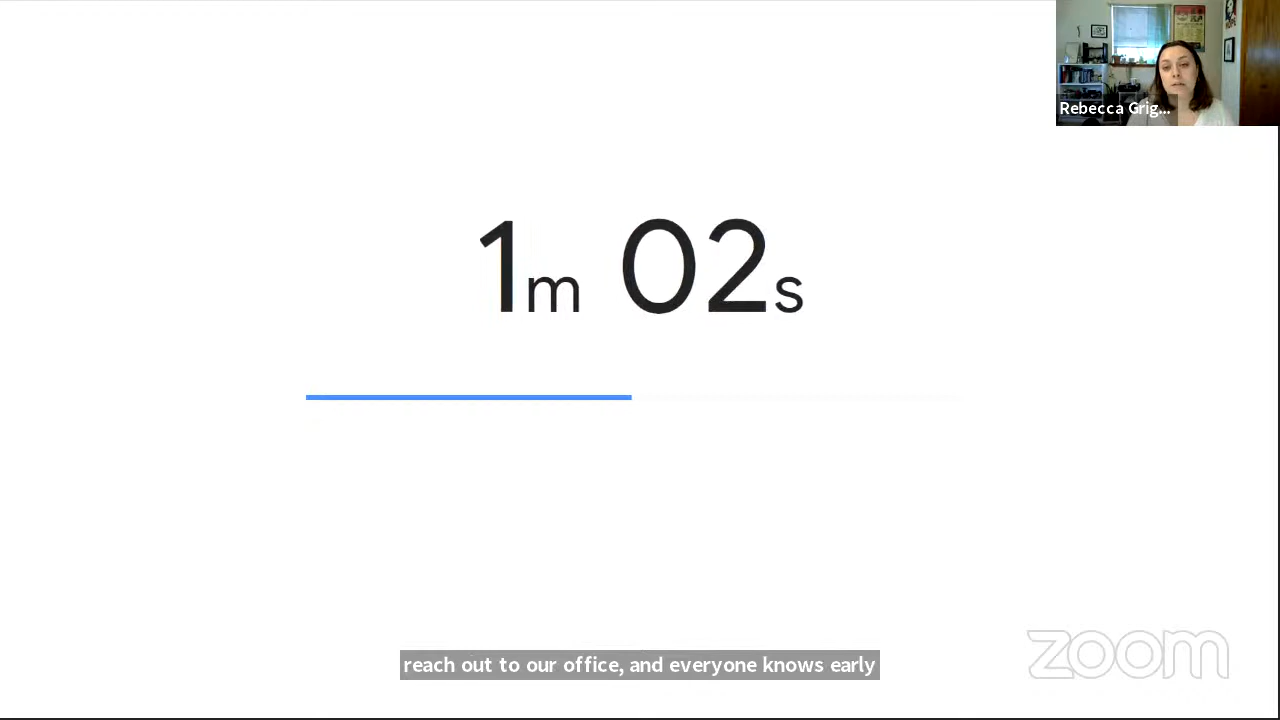 Rebecca Grig...
1m 02s
reach out to our office, and everyone knows early
zoom